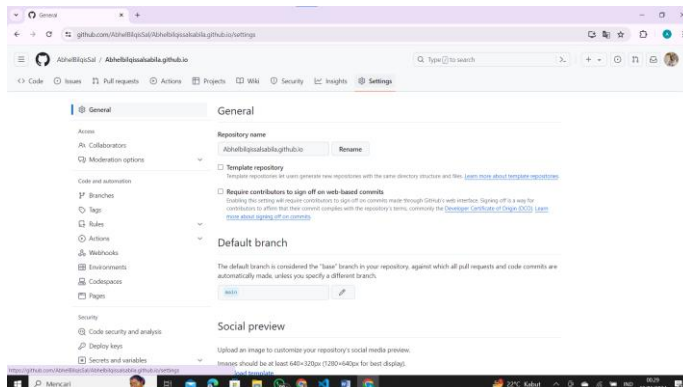 General
github.com/AbhelBilqisSal/Abhelbilqissalsabila.github.io/settings
AbhelBilqisSal / Abhelbilqissalsabila.github.io
Type / to search
Code Issues Pull requests Actions Projects Wiki Security Insights Settings
General
Access
Collaborators
Moderation options
Code and automation
Branches
Tags
Rules
Actions
Webhooks
Environments
Codespaces
Pages
Security
Code security and analysis
Deploy keys
Secrets and variables
General
Repository name
Abhelbilqissalsabila.github.io Rename
Template repository
Template repositories let users generate new repositories with the same directory structure and files. Learn more about template repositories.
Require contributors to sign off on web-based commits
Enabling this setting will require contributors to sign off on commits made through GitHub's web interface. Signing off is a way for
contributors to affirm that their commit complies with the repository's terms, commonly the Developer Certificate of Origin (DCO). Learn
more about signing off on commits.
Default branch
The default branch is considered the "base" branch in your repository, against which all pull requests and code commits are
automatically made, unless you specify a different branch.
main
Social preview
Upload an image to customize your repository's social media preview.
Images should be at least 640×320px (1280×640px for best display).
load template
https://github.com/AbhelBilqisSal/Abhelbilqissalsabila.github.io/settings
Mencari
22°C Kabut
IND
00.29